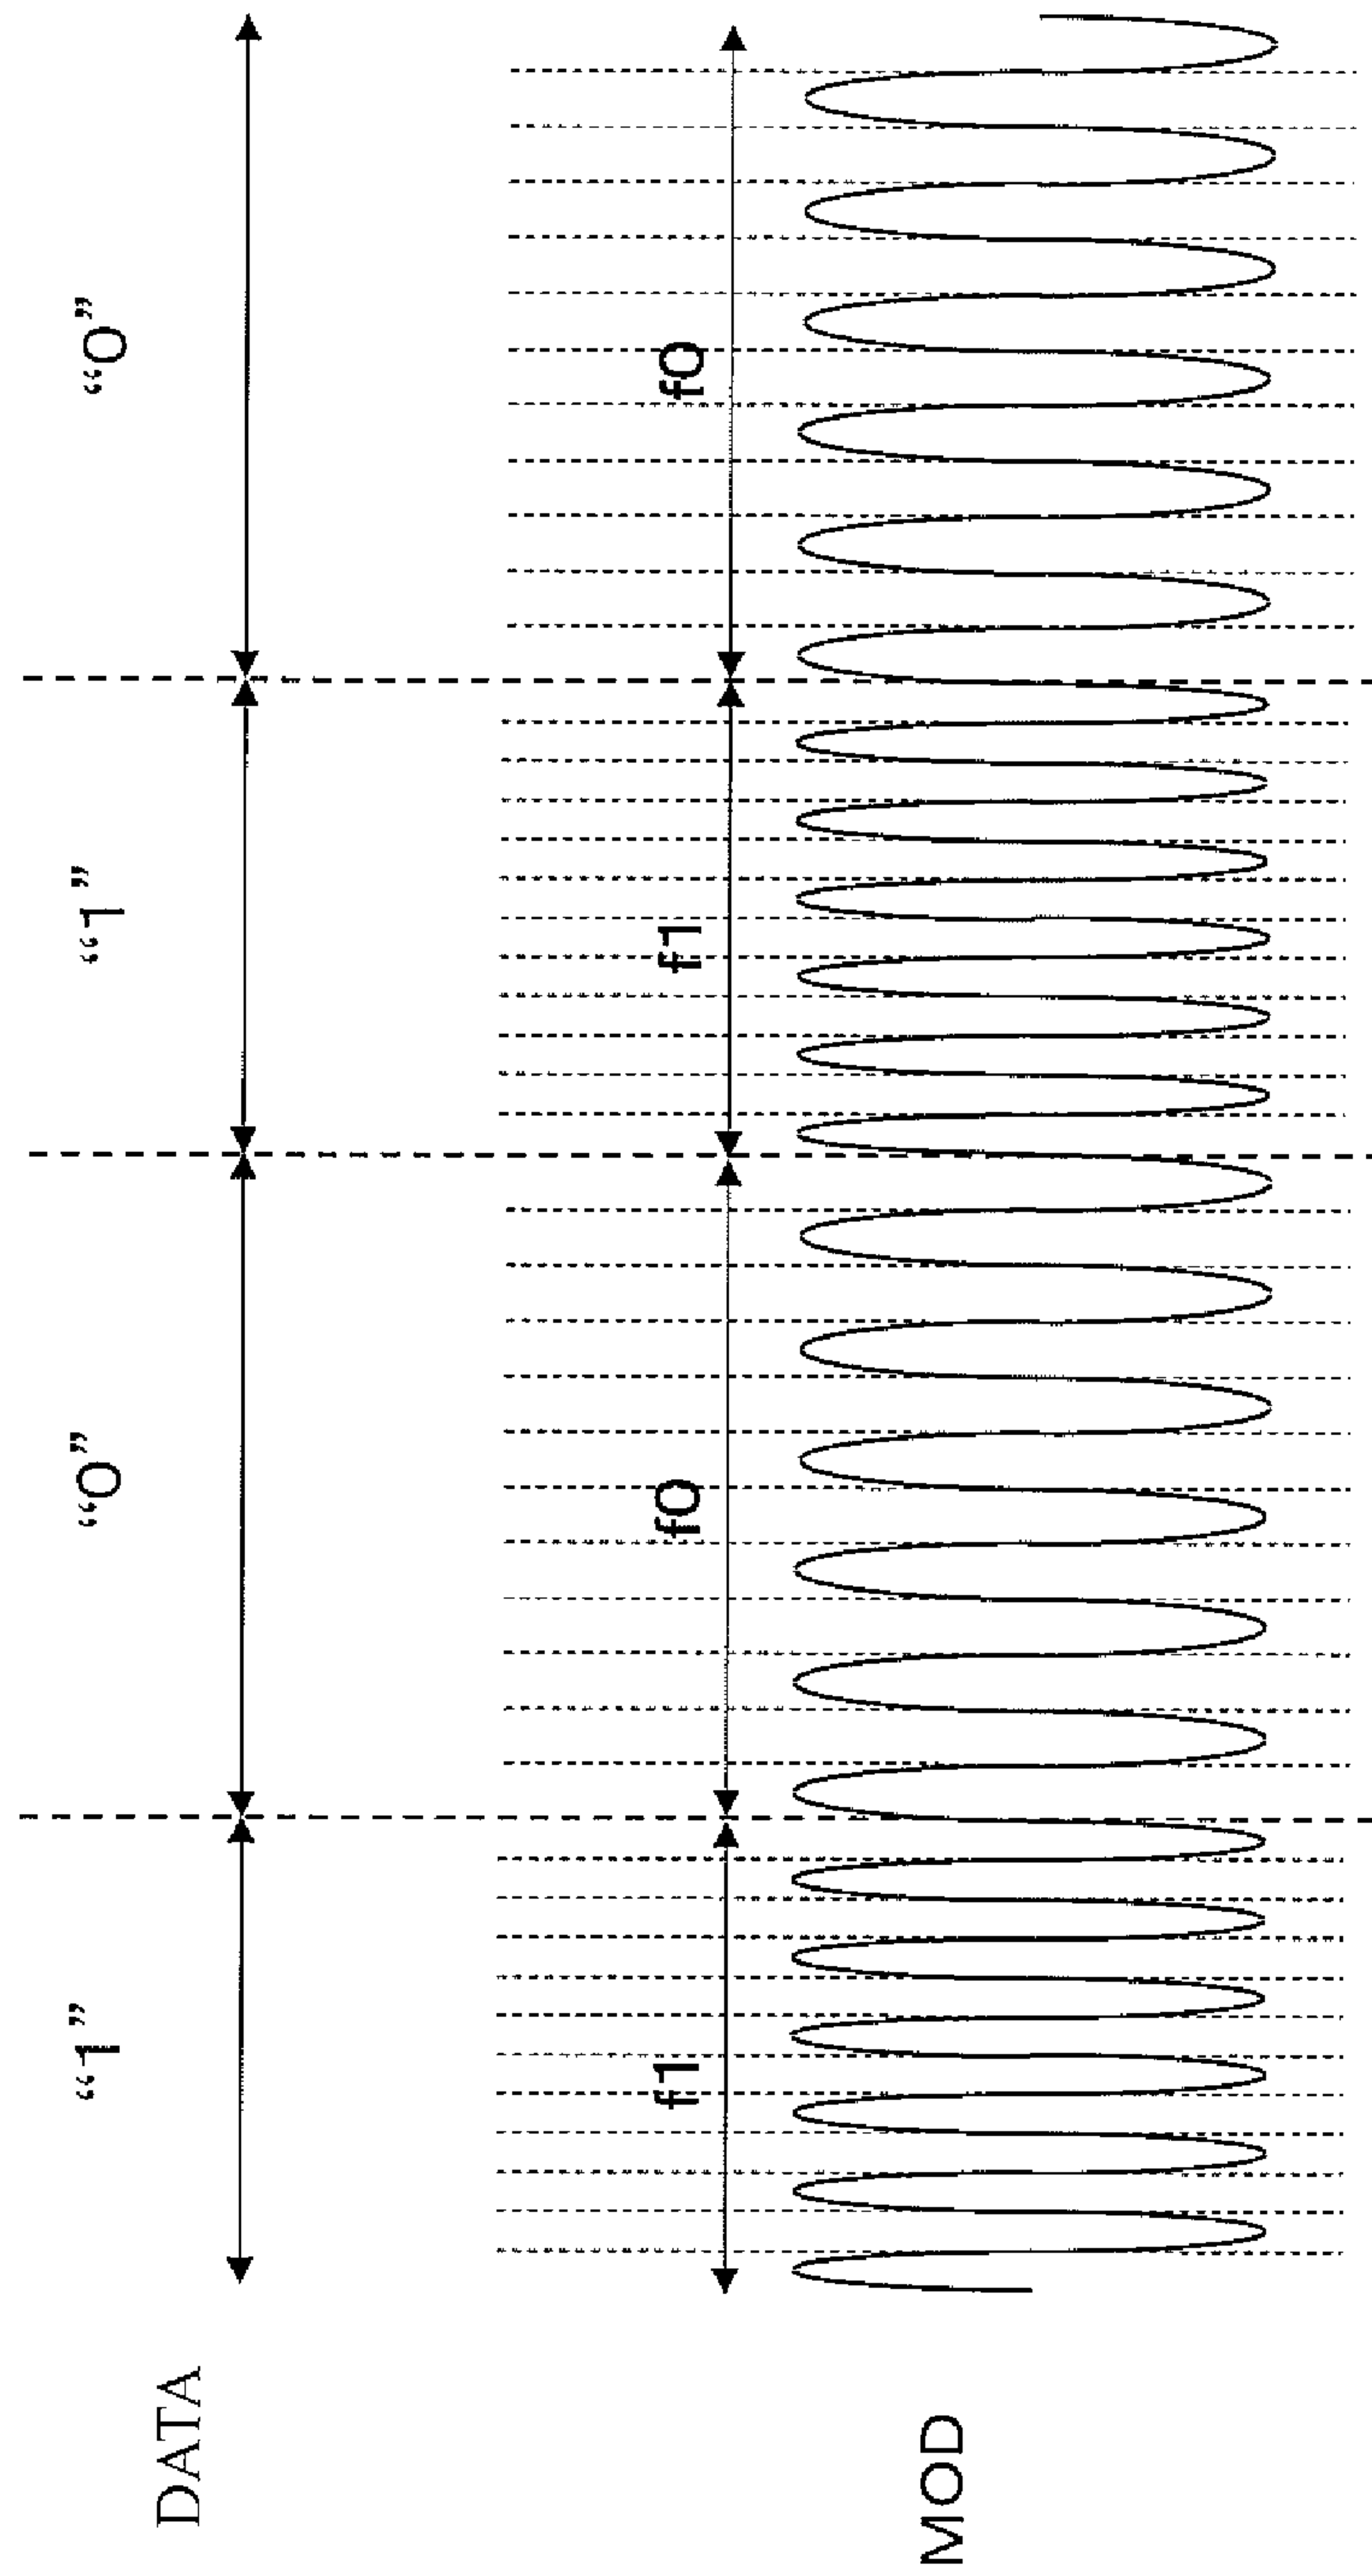 DATA “1” “0” “1” “0”
f1 f0 f1 f0
MOD